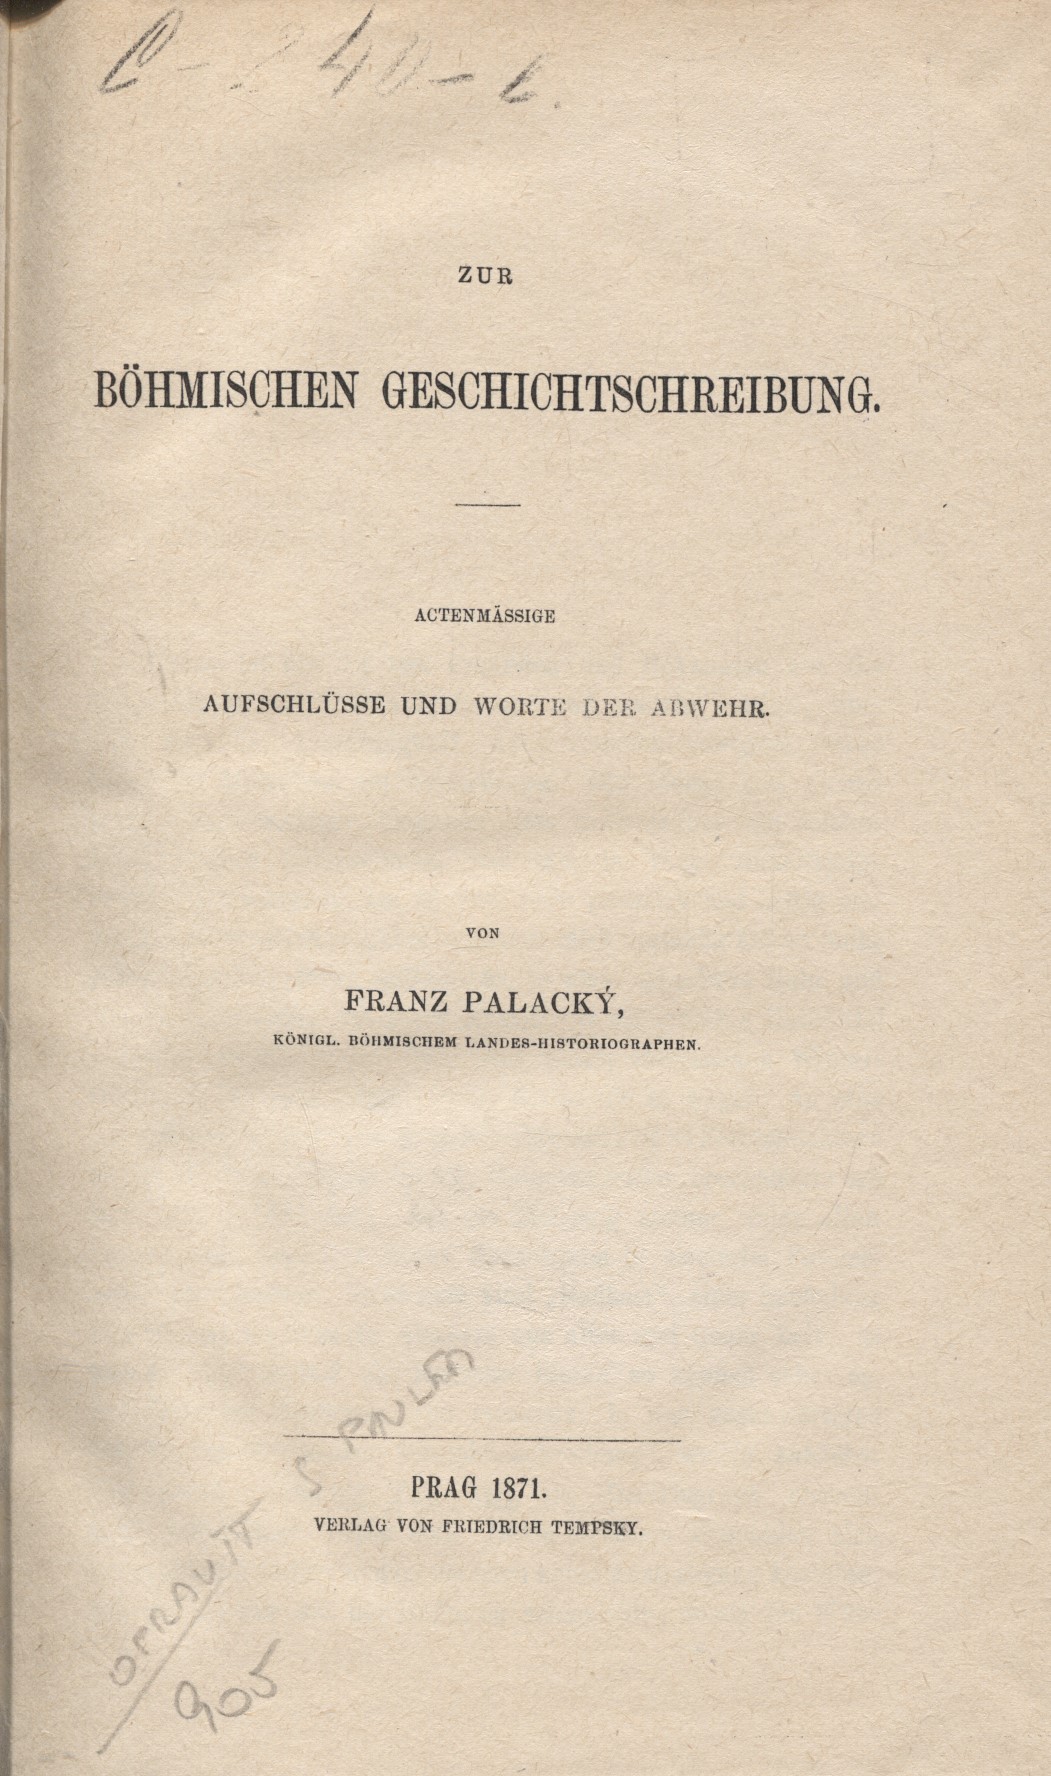 ZUR
BÖHMISCHEN GESCHICHTSCHREIBUNG.
ACTENMÄSSIGE
AUFSCHLÜSSE UND WORTE DER ABWEHR.
VON
FRANZ PALACKÝ,
KÖNIGL. BÖHMISCHEM LANDES-HISTORIOGRAPHEN.
PRAG 1871.
VERLAG VON FRIEDRICH TEMPSKY.
OPRAVIT
905